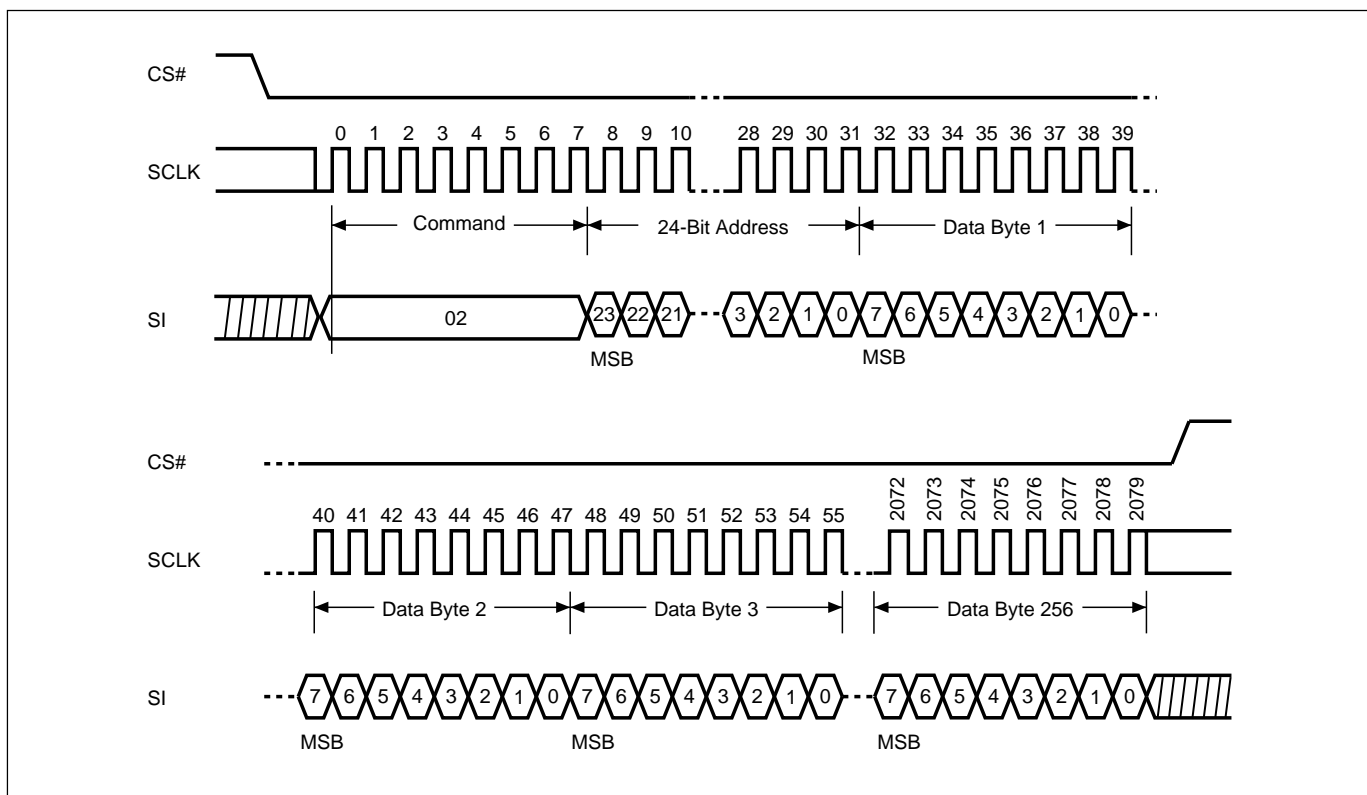 CS#
0 1 2 3 4 5 6 7 8 9 10 28 29 30 31 32 33 34 35 36 37 38 39
SCLK
Command 24-Bit Address Data Byte 1
SI 02 23 22 21 3 2 1 0 7 6 5 4 3 2 1 0
MSB MSB
CS#
40 41 42 43 44 45 46 47 48 49 50 51 52 53 54 55 2072 2073 2074 2075 2076 2077 2078 2079
SCLK
Data Byte 2 Data Byte 3 Data Byte 256
SI 7 6 5 4 3 2 1 0 7 6 5 4 3 2 1 0 7 6 5 4 3 2 1 0
MSB MSB MSB